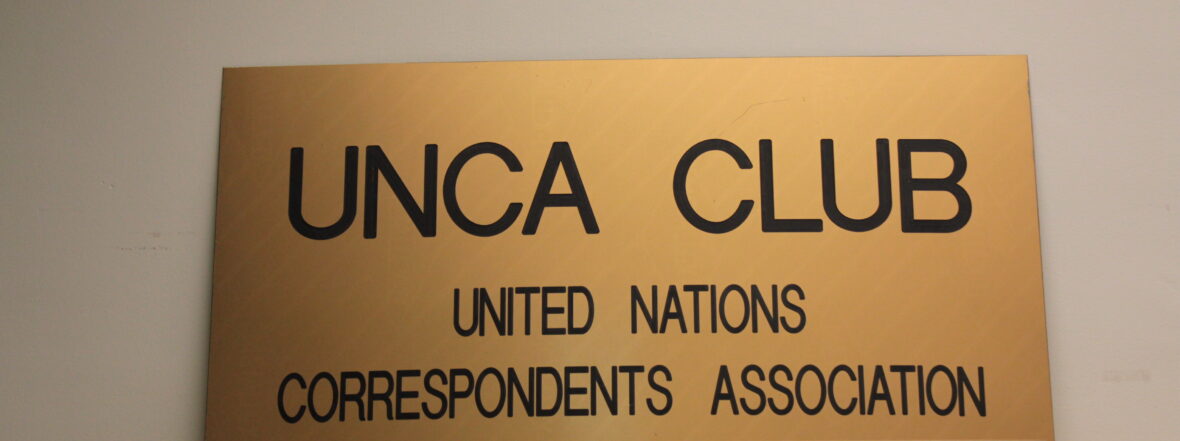 UNCA CLUB
UNITED NATIONS
CORRESPONDENTS ASSOCIATION